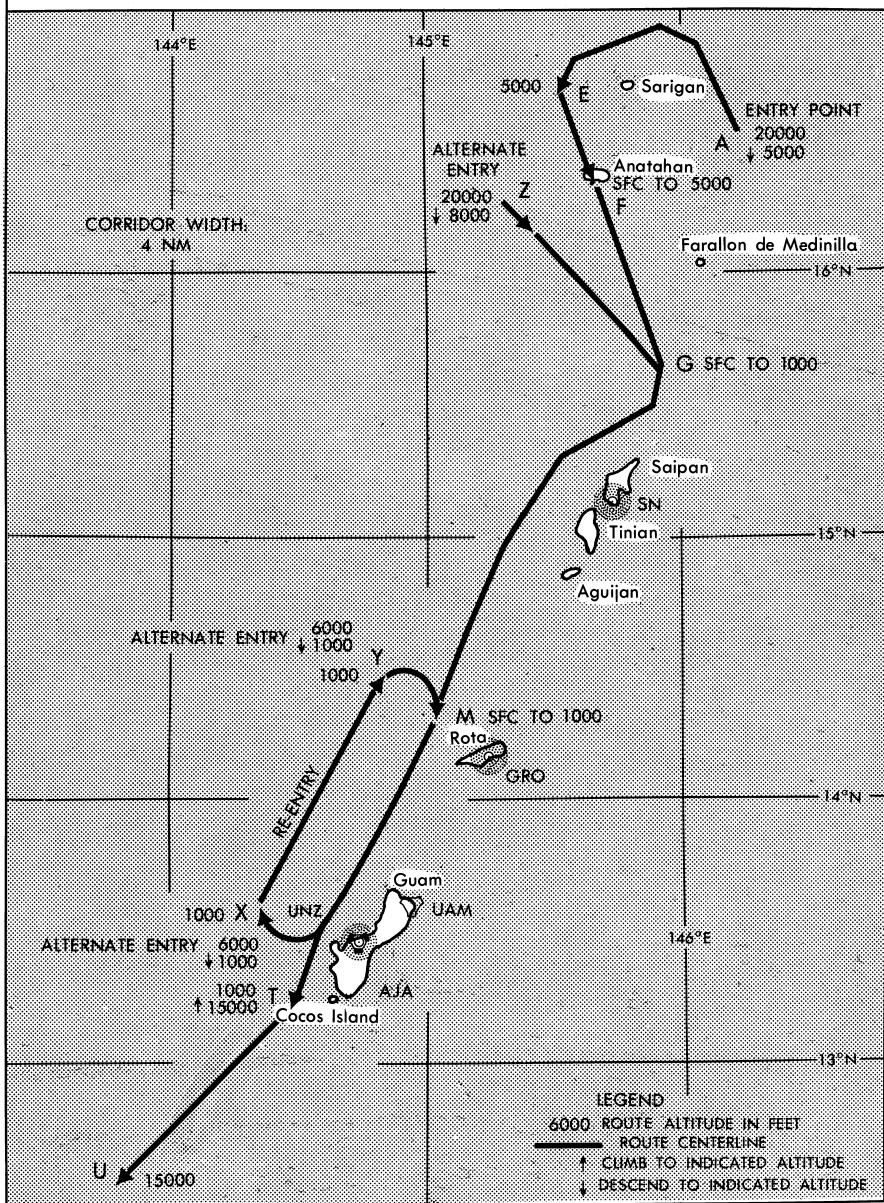 144°E
145°E
5000
E
Sarigan
ENTRY POINT
A
20000
↓ 5000
ALTERNATE
ENTRY
20000
↓ 8000
Z
Anatahan
SFC TO 5000
F
CORRIDOR WIDTH:
4 NM
Farallon de Medinilla
16°N
G SFC TO 1000
Saipan
SN
Tinian
15°N
Aguijan
ALTERNATE ENTRY 6000
↓ 1000
1000
Y
M SFC TO 1000
Rota
GRO
RE-ENTRY
14°N
Guam
1000 X
UNZ
UAM
ALTERNATE ENTRY 6000
↓ 1000
146°E
1000
↑ 15000
T
AJA
Cocos Island
13°N
LEGEND
6000 ROUTE ALTITUDE IN FEET
ROUTE CENTERLINE
↑ CLIMB TO INDICATED ALTITUDE
↓ DESCEND TO INDICATED ALTITUDE
U
15000